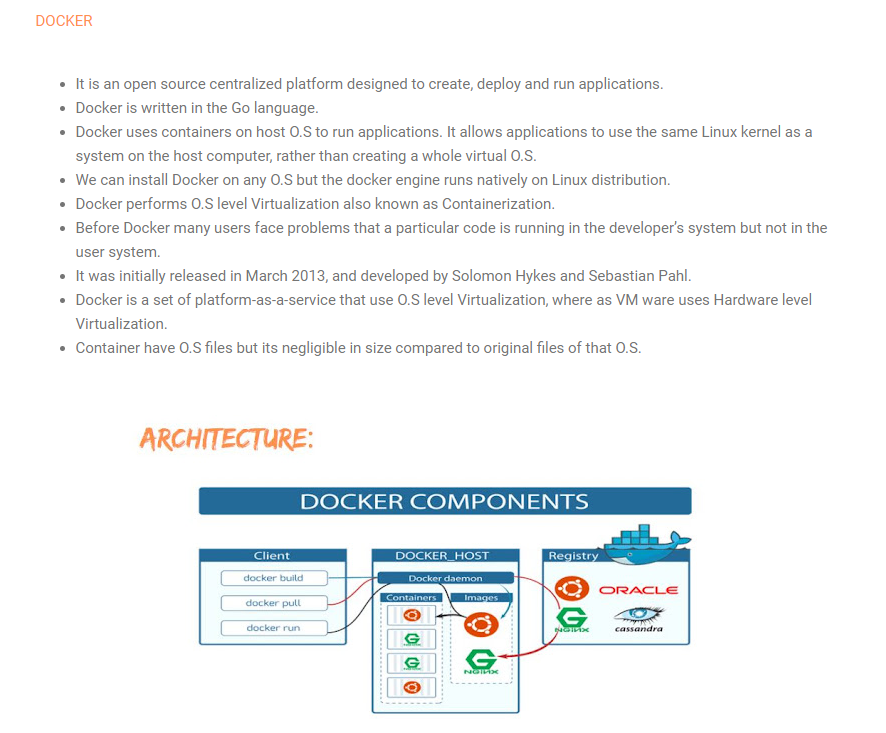 DOCKER
It is an open source centralized platform designed to create, deploy and run applications.
Docker is written in the Go language.
Docker uses containers on host O.S to run applications. It allows applications to use the same Linux kernel as a
system on the host computer, rather than creating a whole virtual O.S.
We can install Docker on any O.S but the docker engine runs natively on Linux distribution.
Docker performs O.S level Virtualization also known as Containerization.
Before Docker many users face problems that a particular code is running in the developer’s system but not in the
user system.
It was initially released in March 2013, and developed by Solomon Hykes and Sebastian Pahl.
Docker is a set of platform-as-a-service that use O.S level Virtualization, where as VM ware uses Hardware level
Virtualization.
Container have O.S files but its negligible in size compared to original files of that O.S.
ARCHITECTURE:
DOCKER COMPONENTS
Client
docker build
docker pull
docker run
DOCKER_HOST
Docker daemon
Containers
Images
NGINX
Registry
ORACLE
NGINX
cassandra